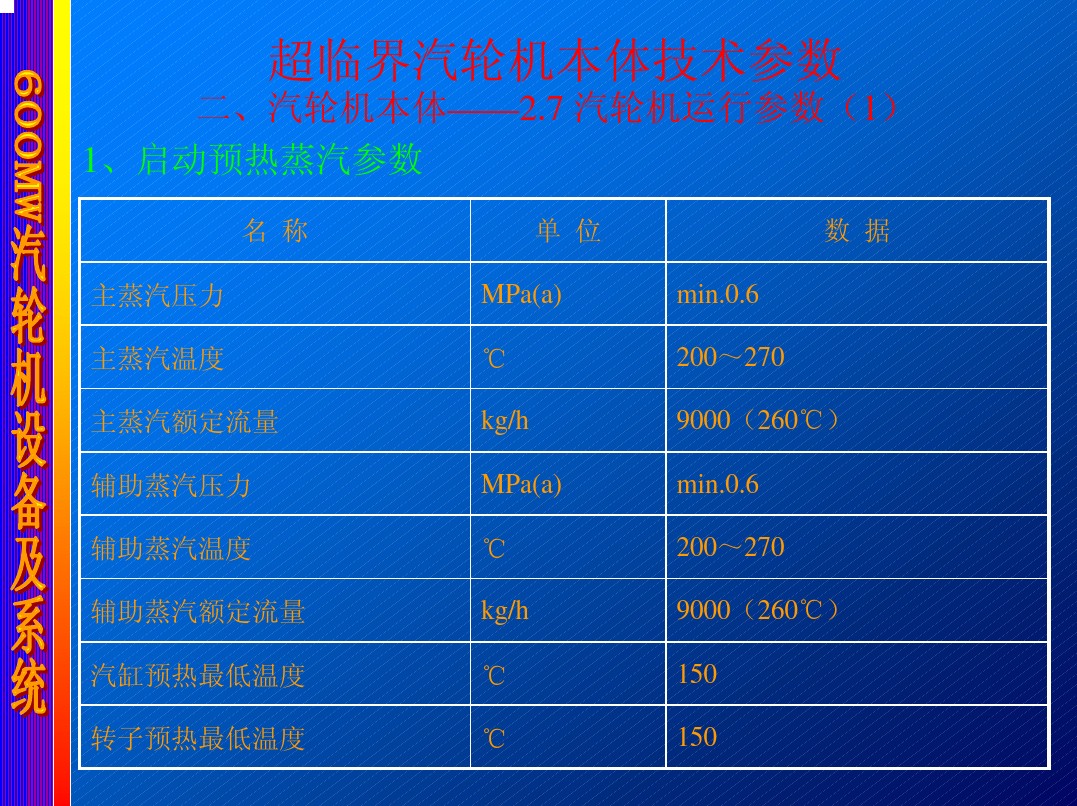 600MW汽轮机设备及系统
超临界汽轮机本体技术参数
二、汽轮机本体——2.7 汽轮机运行参数（1）
1、启动预热蒸汽参数
名 称 单 位 数 据
主蒸汽压力 MPa(a) min.0.6
主蒸汽温度 ℃ 200～270
主蒸汽额定流量 kg/h 9000（260℃）
辅助蒸汽压力 MPa(a) min.0.6
辅助蒸汽温度 ℃ 200～270
辅助蒸汽额定流量 kg/h 9000（260℃）
汽缸预热最低温度 ℃ 150
转子预热最低温度 ℃ 150